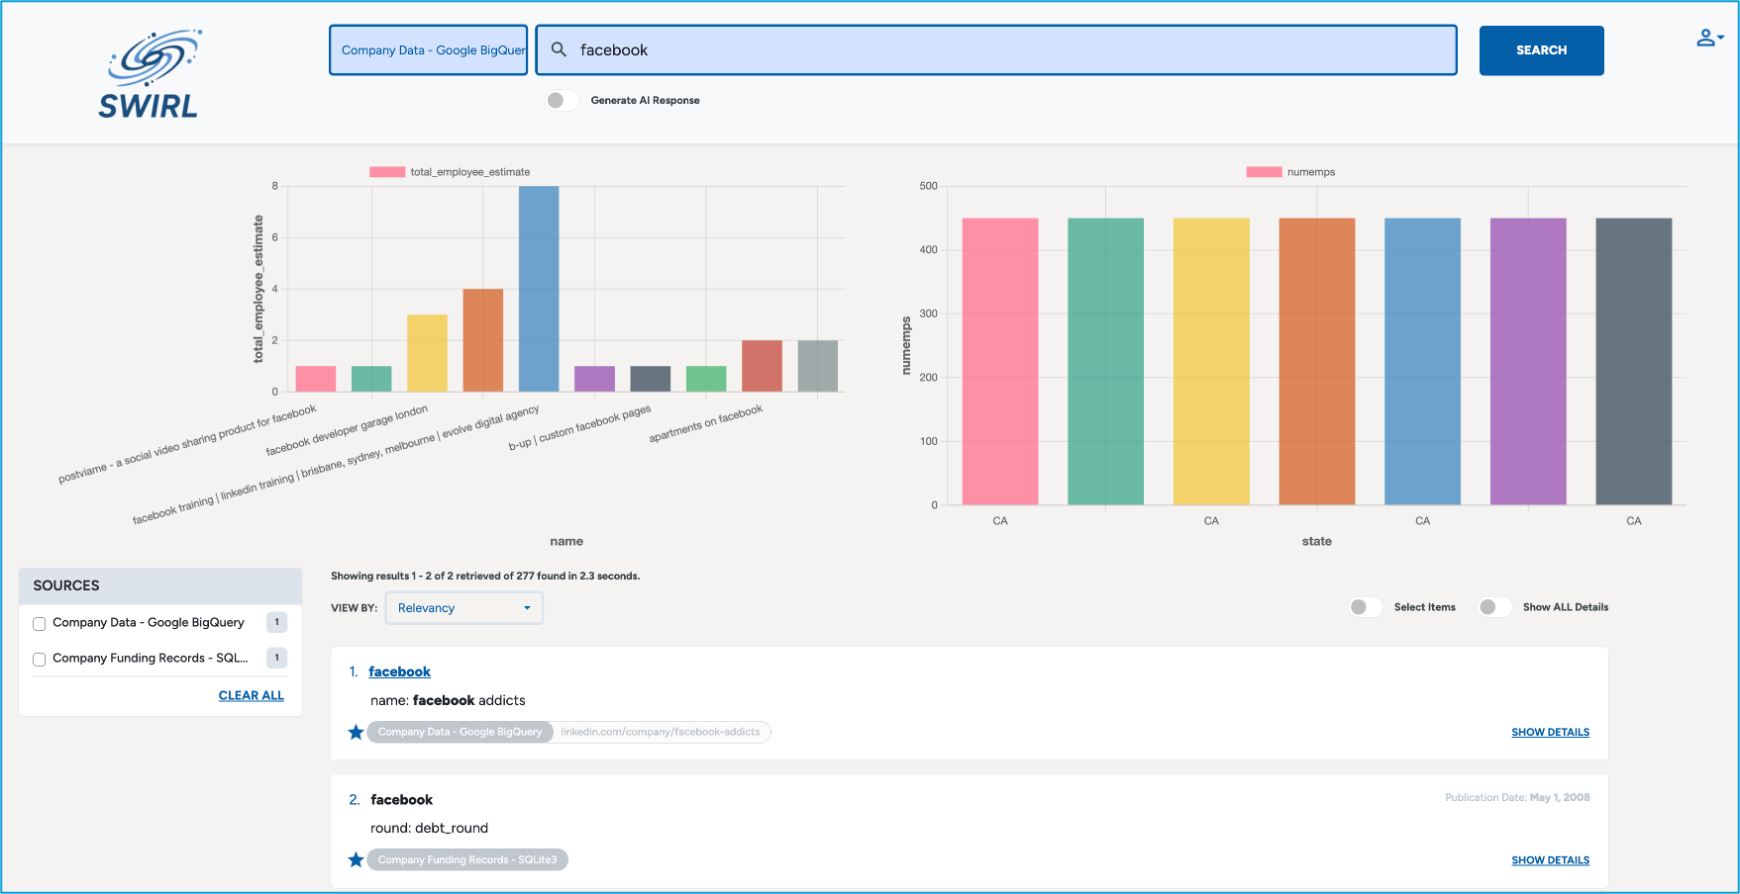 SWIRL
Company Data - Google BigQuer
facebook
SEARCH
Generate AI Response
total_employee_estimate
8
6
4
2
0
total_employee_estimate
postviame - a social video sharing product for facebook
facebook developer garage london
facebook training | linkedin training | brisbane, sydney, melbourne | evolve digital agency
b-up | custom facebook pages
apartments on facebook
name
numemps
500
400
300
200
100
0
numemps
CA CA CA CA
state
SOURCES
Company Data - Google BigQuery 1
Company Funding Records - SQL... 1
CLEAR ALL
Showing results 1 - 2 of 2 retrieved of 277 found in 2.3 seconds.
VIEW BY: Relevancy
Select Items Show ALL Details
1. facebook
name: facebook addicts
Company Data - Google BigQuery linkedin.com/company/facebook-addicts
SHOW DETAILS
2. facebook
Publication Date: May 1, 2008
round: debt_round
Company Funding Records - SQLite3
SHOW DETAILS